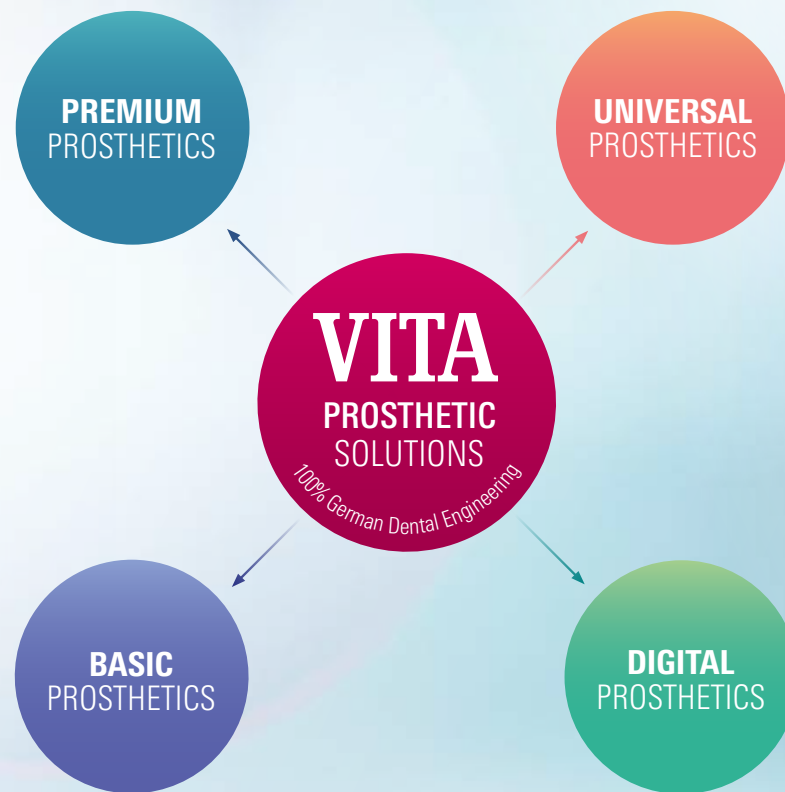 PREMIUM
PROSTHETICS
UNIVERSAL
PROSTHETICS
VITA
PROSTHETIC
SOLUTIONS
100% German Dental Engineering
BASIC
PROSTHETICS
DIGITAL
PROSTHETICS